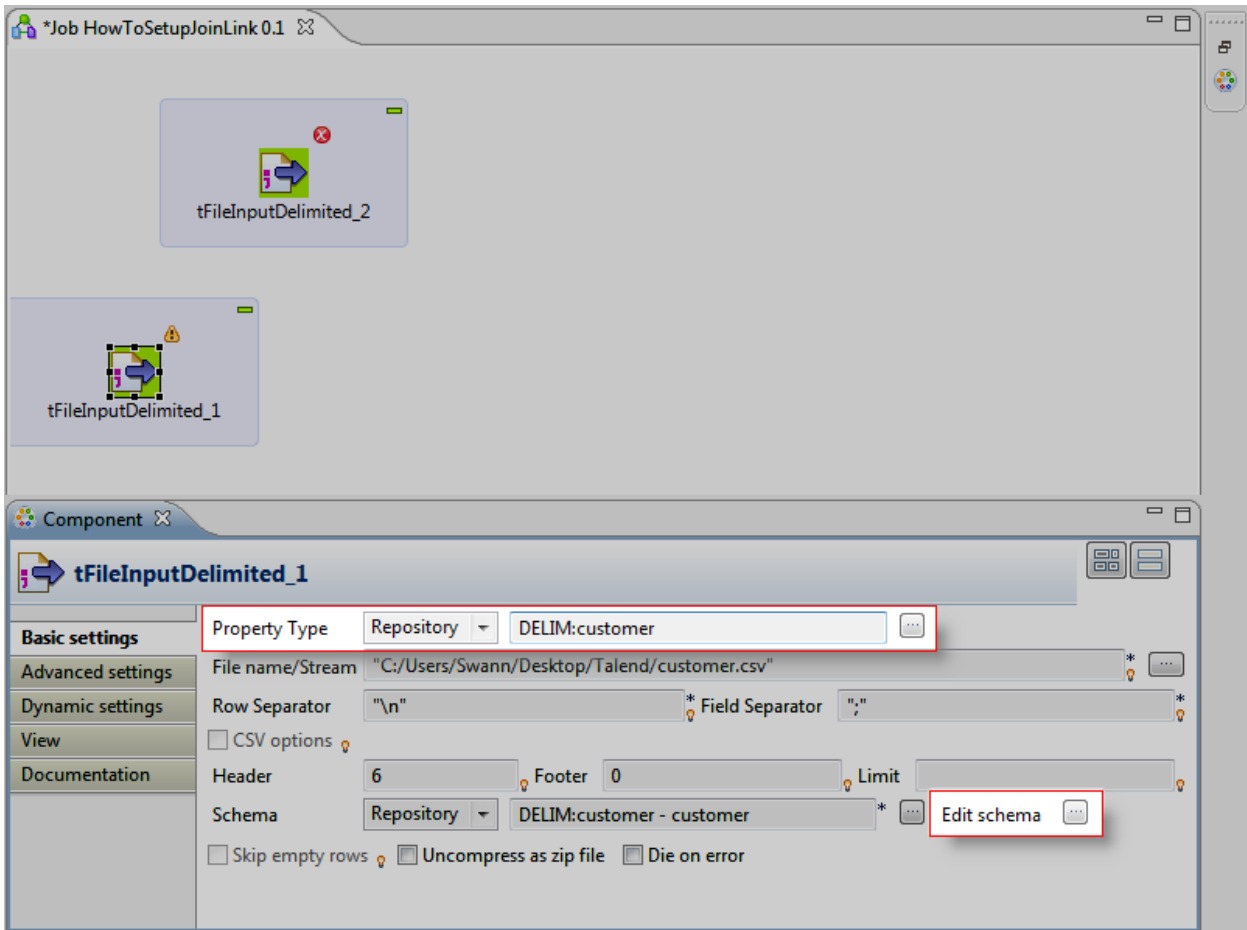 *Job HowToSetupJoinLink 0.1
tFileInputDelimited_2
tFileInputDelimited_1
Component
tFileInputDelimited_1
Basic settings
Advanced settings
Dynamic settings
View
Documentation
Property Type Repository DELIM:customer ...
File name/Stream "C:/Users/Swann/Desktop/Talend/customer.csv" * ...
Row Separator "\n" * Field Separator ";" *
CSV options
Header 6 Footer 0 Limit
Schema Repository DELIM:customer - customer * ... Edit schema ...
Skip empty rows Uncompress as zip file Die on error